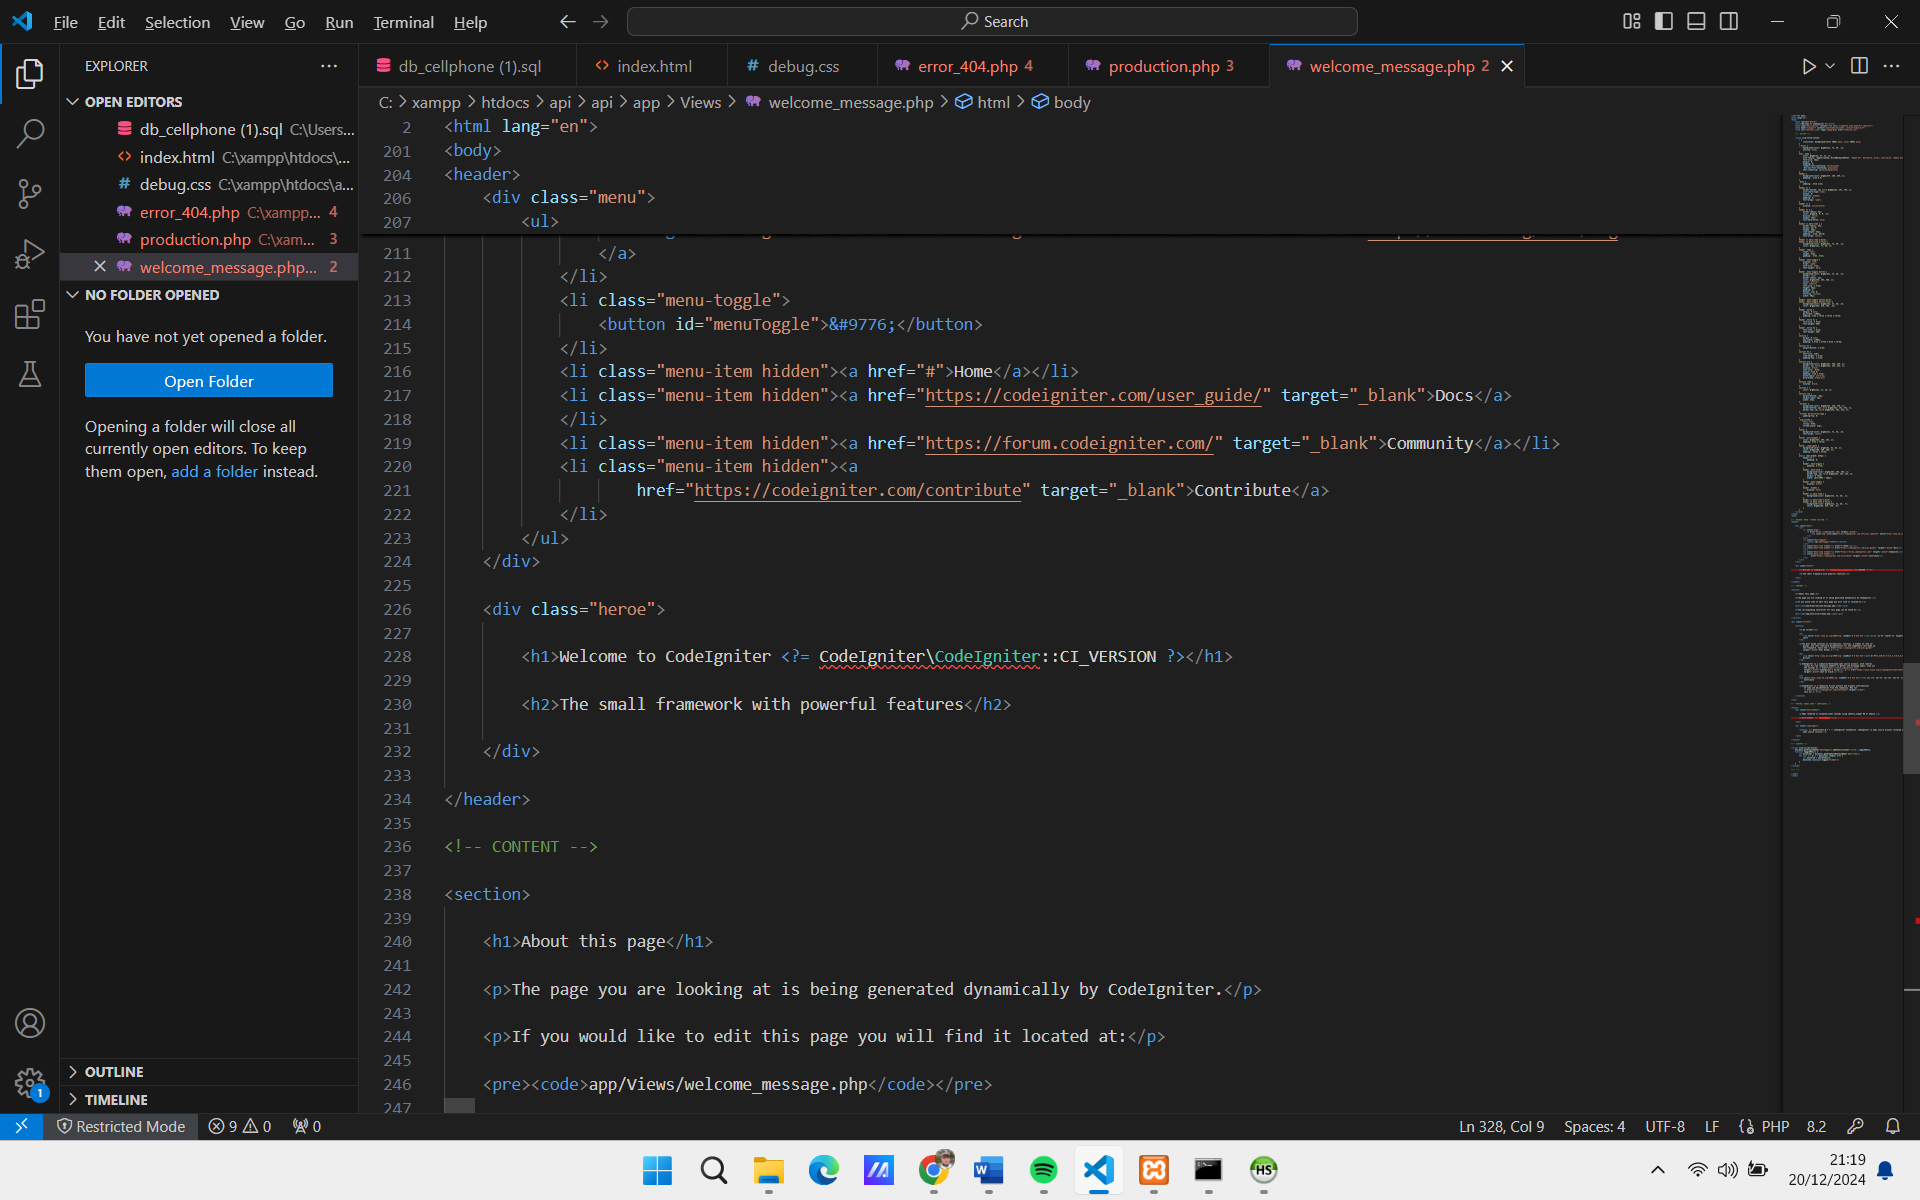 File Edit Selection View Go Run Terminal Help
Search
EXPLORER
OPEN EDITORS
db_cellphone (1).sql C:\Users...
index.html C:\xampp\htdocs\...
debug.css C:\xampp\htdocs\a...
error_404.php C:\xampp... 4
production.php C:\xam... 3
welcome_message.php... 2
NO FOLDER OPENED
You have not yet opened a folder.
Open Folder
Opening a folder will close all
currently open editors. To keep
them open, add a folder instead.
OUTLINE
TIMELINE
db_cellphone (1).sql
index.html
debug.css
error_404.php 4
production.php 3
welcome_message.php 2
C: > xampp > htdocs > api > api > app > Views > welcome_message.php > html > body
2 <html lang="en">
201 <body>
204 <header>
206 <div class="menu">
207 <ul>
211 </a>
212 </li>
213 <li class="menu-toggle">
214 <button id="menuToggle">&#9776;</button>
215 </li>
216 <li class="menu-item hidden"><a href="#">Home</a></li>
217 <li class="menu-item hidden"><a href="https://codeigniter.com/user_guide/" target="_blank">Docs</a>
218 </li>
219 <li class="menu-item hidden"><a href="https://forum.codeigniter.com/" target="_blank">Community</a></li>
220 <li class="menu-item hidden"><a
221 href="https://codeigniter.com/contribute" target="_blank">Contribute</a>
222 </li>
223 </ul>
224 </div>
225
226 <div class="heroe">
227
228 <h1>Welcome to CodeIgniter <?= CodeIgniter\CodeIgniter::CI_VERSION ?></h1>
229
230 <h2>The small framework with powerful features</h2>
231
232 </div>
233
234 </header>
235
236 <!-- CONTENT -->
237
238 <section>
239
240 <h1>About this page</h1>
241
242 <p>The page you are looking at is being generated dynamically by CodeIgniter.</p>
243
244 <p>If you would like to edit this page you will find it located at:</p>
245
246 <pre><code>app/Views/welcome_message.php</code></pre>
247
1
Restricted Mode 9 0 0
Ln 328, Col 9 Spaces: 4 UTF-8 LF PHP 8.2
HS
21:19
20/12/2024